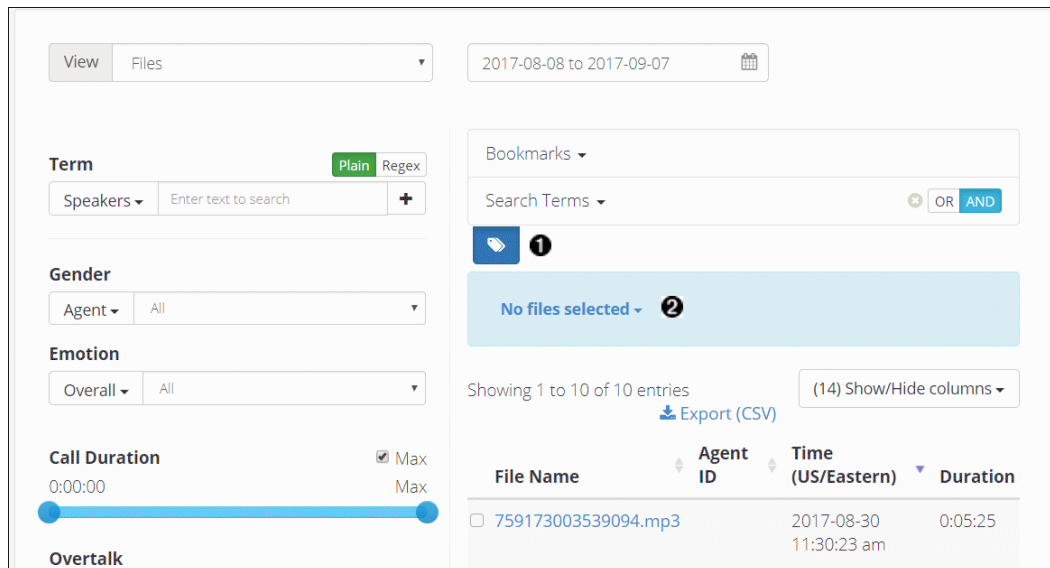 View Files 2017-08-08 to 2017-09-07
Term Plain Regex
Speakers Enter text to search
Gender
Agent All
Emotion
Overall All
Call Duration Max
0:00:00 Max
Overtalk
Bookmarks
Search Terms OR AND
1
No files selected 2
Showing 1 to 10 of 10 entries (14) Show/Hide columns
Export (CSV)
File Name Agent ID Time (US/Eastern) Duration
759173003539094.mp3 2017-08-30 0:05:25
11:30:23 am